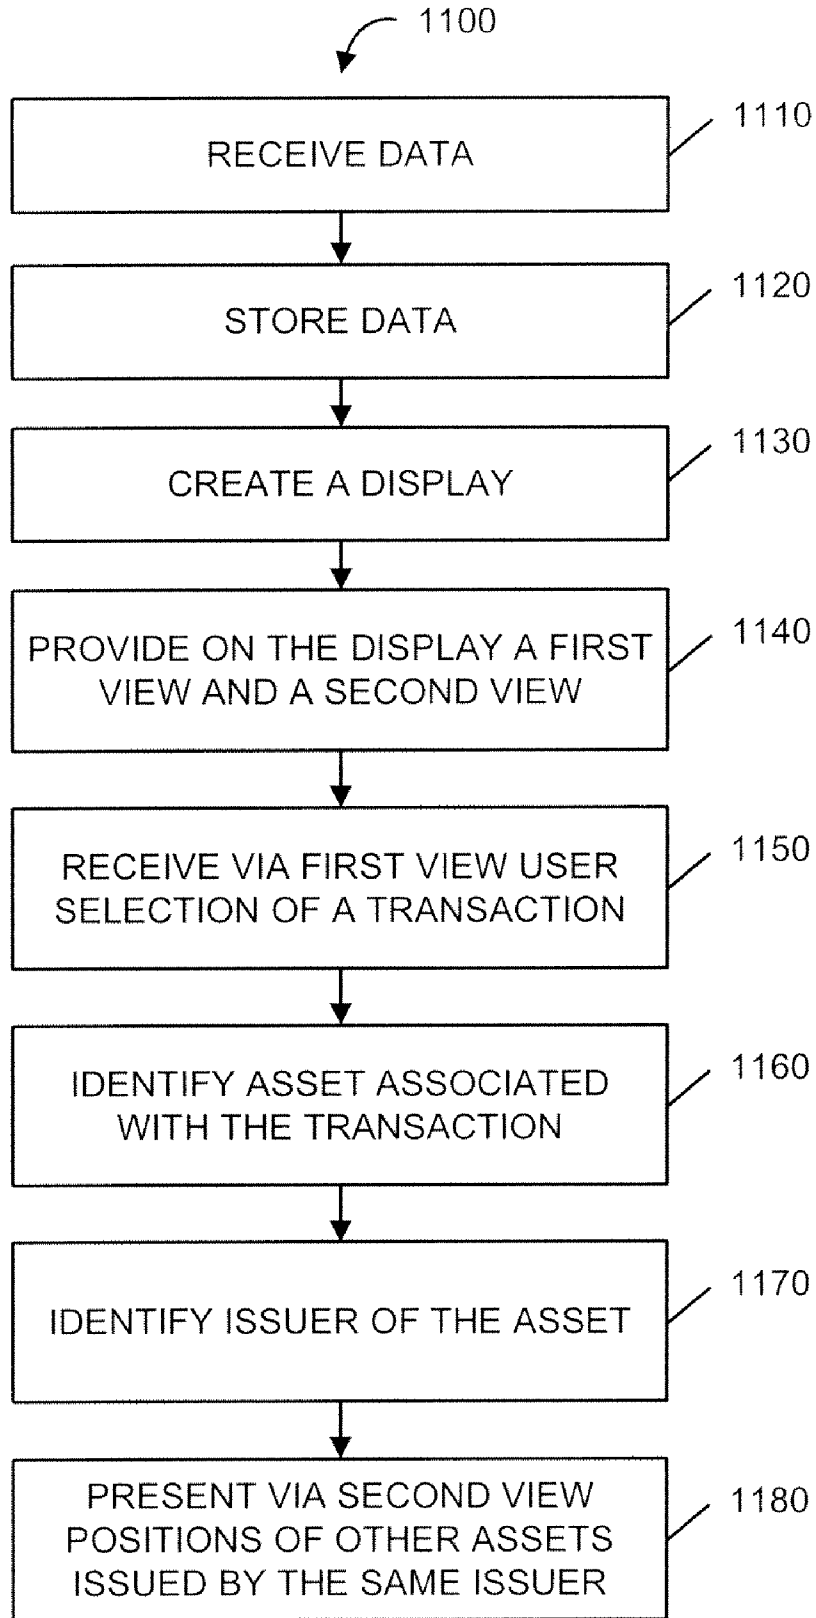 1100
RECEIVE DATA
1110
STORE DATA
1120
CREATE A DISPLAY
1130
PROVIDE ON THE DISPLAY A FIRST
VIEW AND A SECOND VIEW
1140
RECEIVE VIA FIRST VIEW USER
SELECTION OF A TRANSACTION
1150
IDENTIFY ASSET ASSOCIATED
WITH THE TRANSACTION
1160
IDENTIFY ISSUER OF THE ASSET
1170
PRESENT VIA SECOND VIEW
POSITIONS OF OTHER ASSETS
ISSUED BY THE SAME ISSUER
1180